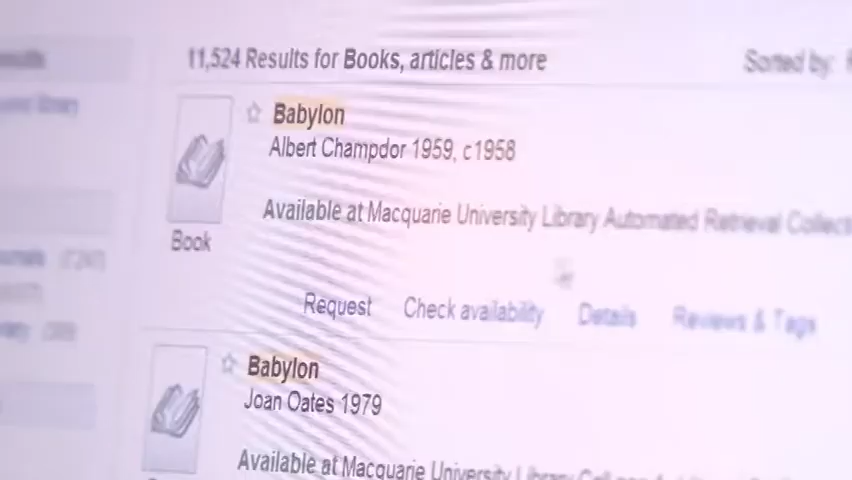 11,524 Results for Books, articles & more
Sorted by:
Babylon
Albert Champdor 1959, c1958
Available at Macquarie University Library Automated Retrieval
Book
Request Check availability Details Reviews & Tags
Babylon
Joan Oates 1979
Available at Macquarie University Library